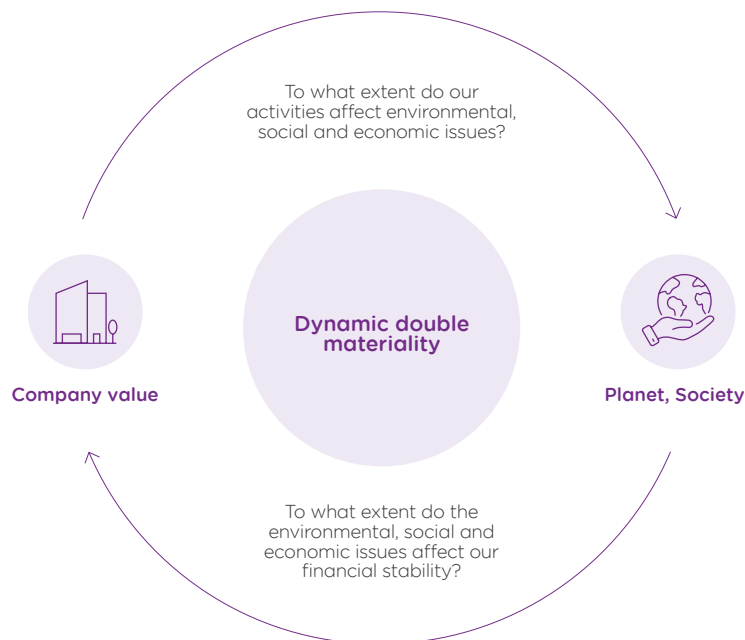 To what extent do our
activities affect environmental,
social and economic issues?
Dynamic double
materiality
Company value
Planet, Society
To what extent do the
environmental, social and
economic issues affect our
financial stability?